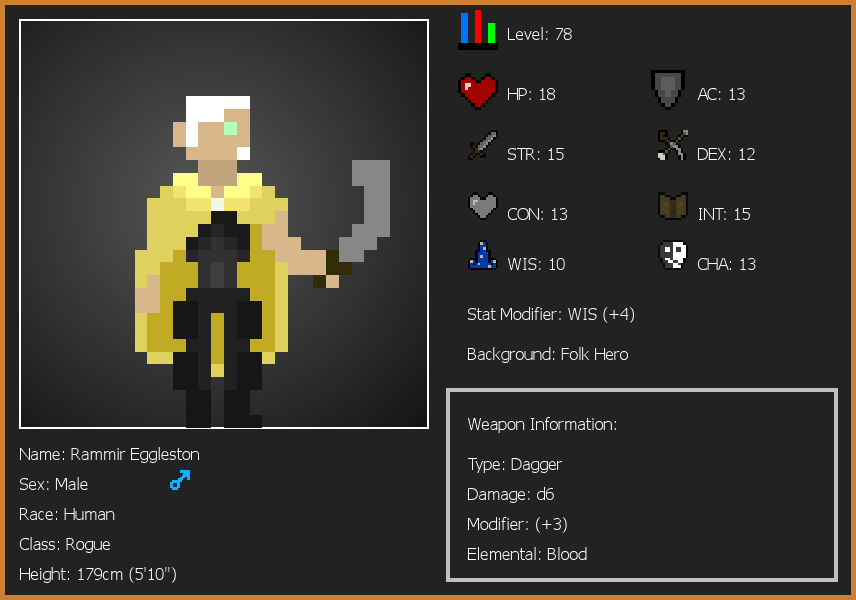 Level: 78
HP: 18
AC: 13
STR: 15
DEX: 12
CON: 13
INT: 15
WIS: 10
CHA: 13
Stat Modifier: WIS (+4)
Background: Folk Hero
Weapon Information:
Type: Dagger
Damage: d6
Modifier: (+3)
Elemental: Blood
Name: Rammir Eggleston
Sex: Male
Race: Human
Class: Rogue
Height: 179cm (5'10")